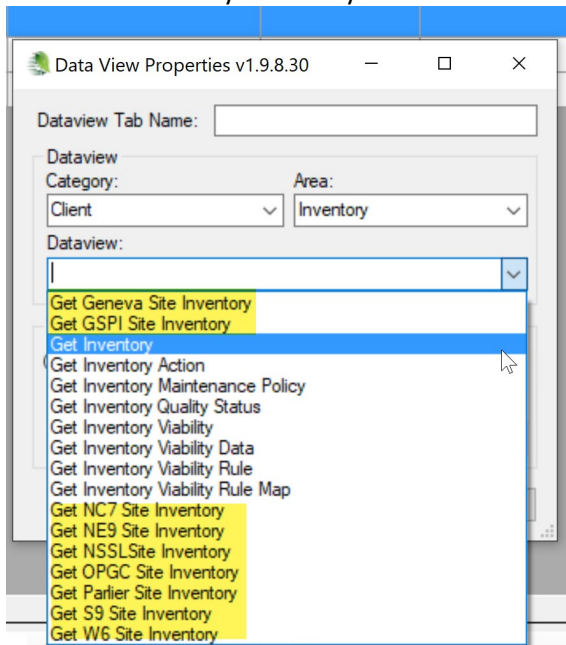 Data View Properties v1.9.8.30
Dataview Tab Name:
Dataview
Category: Area:
Client Inventory
Dataview:
Get Geneva Site Inventory
Get GSPI Site Inventory
Get Inventory
Get Inventory Action
Get Inventory Maintenance Policy
Get Inventory Quality Status
Get Inventory Viability
Get Inventory Viability Data
Get Inventory Viability Rule
Get Inventory Viability Rule Map
Get NC7 Site Inventory
Get NE9 Site Inventory
Get NSSLSite Inventory
Get OPGC Site Inventory
Get Parlier Site Inventory
Get S9 Site Inventory
Get W6 Site Inventory